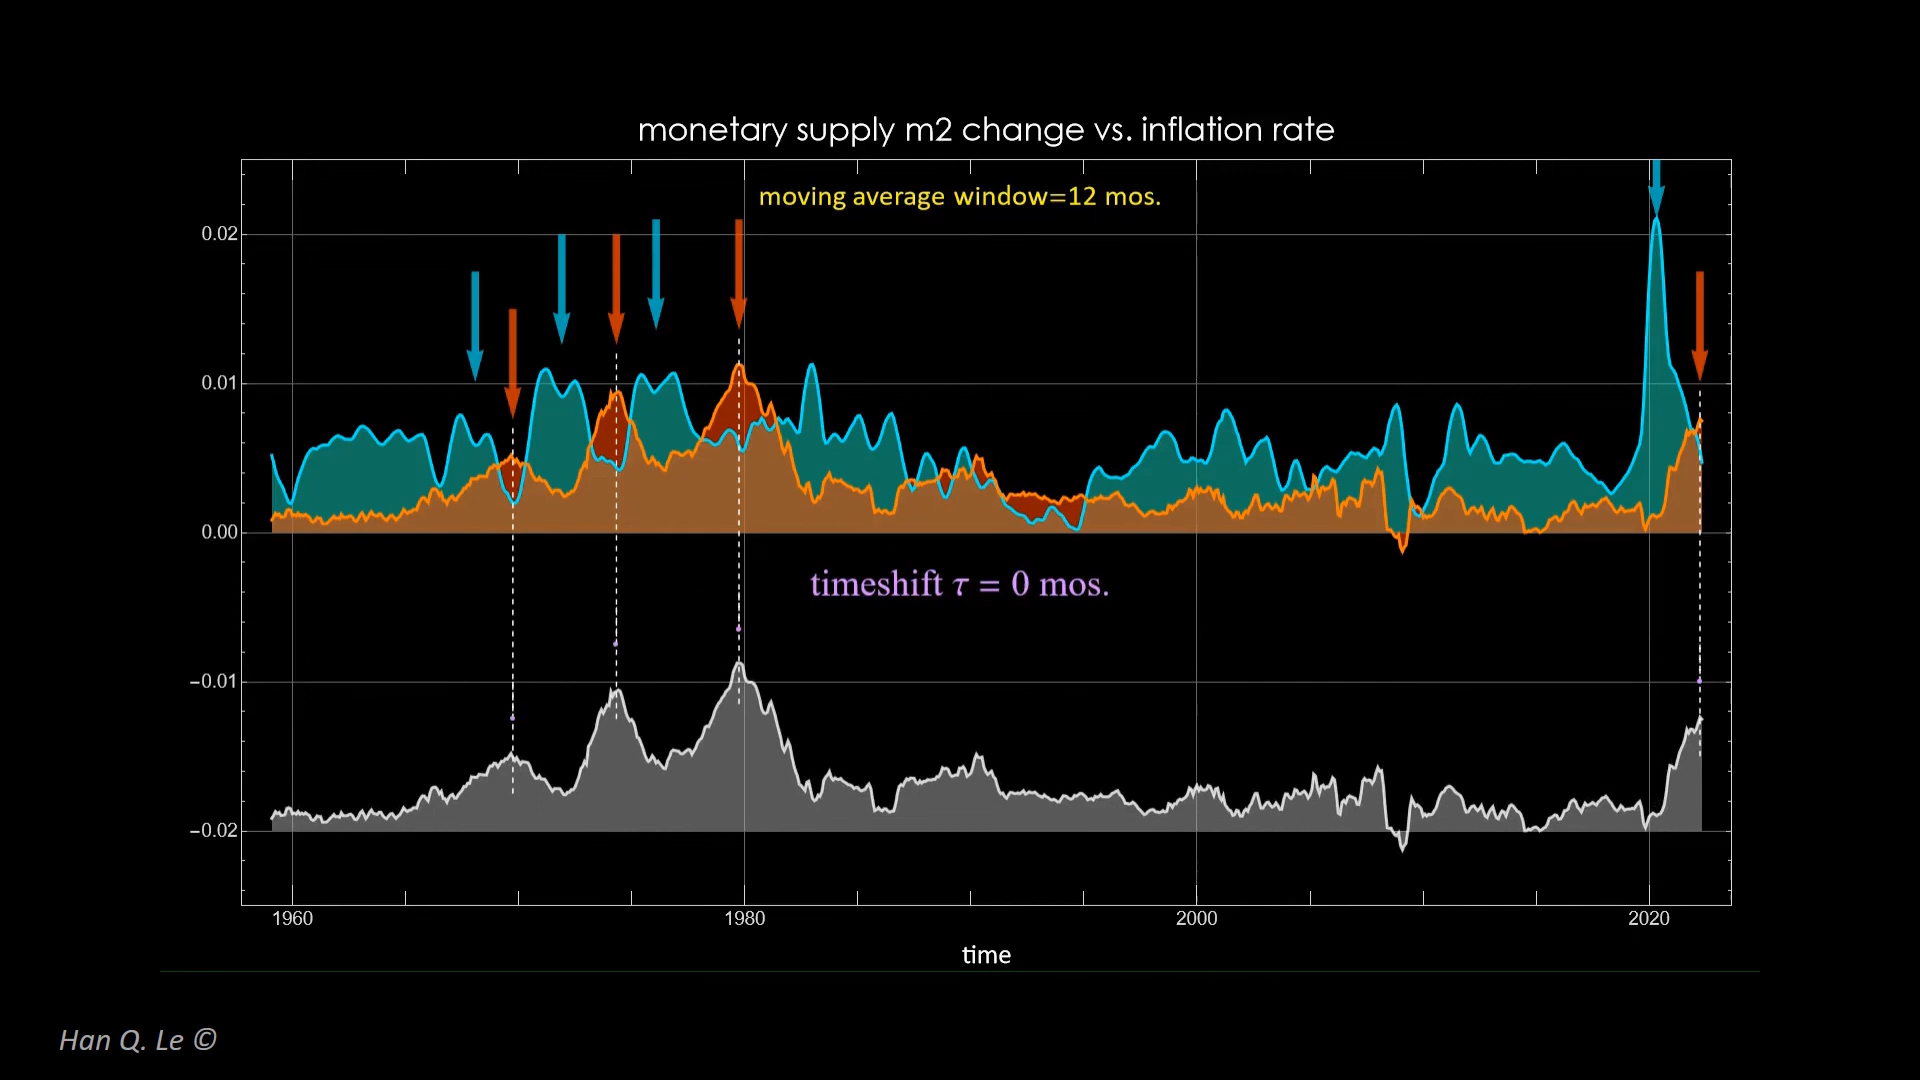 monetary supply m2 change vs. inflation rate
moving average window=12 mos.
0.02
0.01
0.00
timeshift τ = 0 mos.
−0.01
−0.02
1960 1980 2000 2020
time
Han Q. Le ©